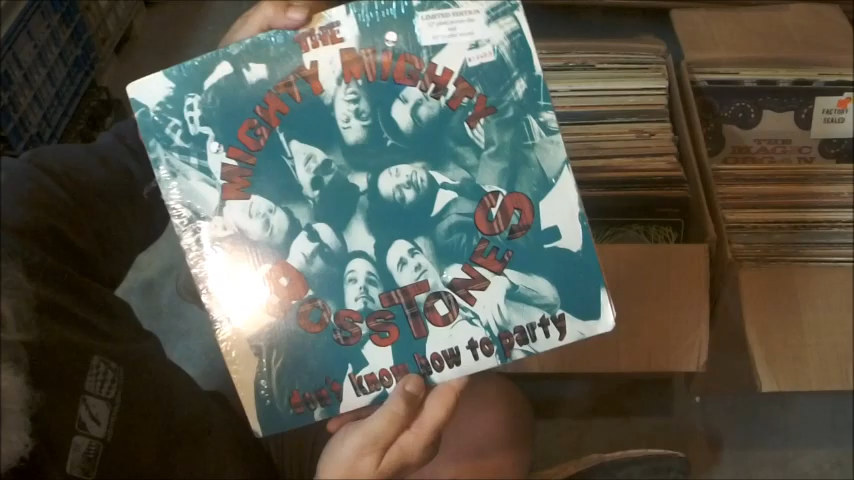 LIMITED EDITION
THE
MIGHTY MIGHTY
BOSSTONES
don't know how to party
FACTORY
SEALED
THE
MAGIC
ORGAN